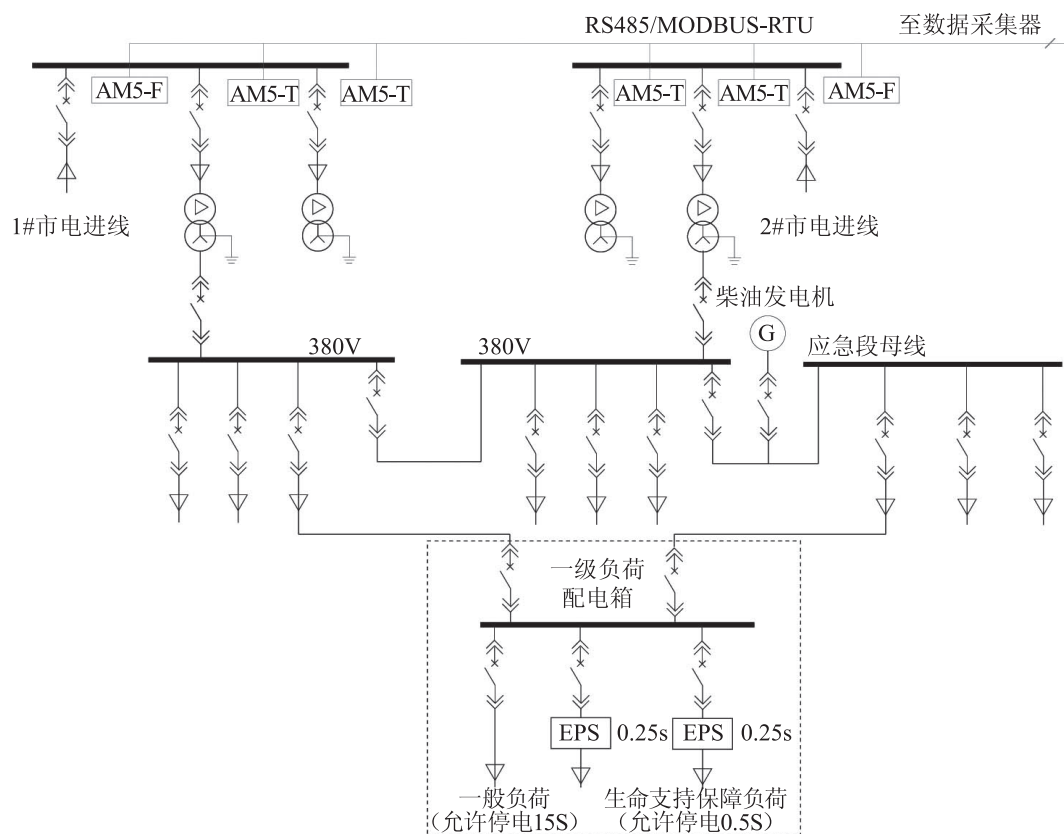 RS485/MODBUS-RTU
至数据采集器
AM5-F
AM5-T
AM5-T
AM5-T
AM5-T
AM5-F
1#市电进线
2#市电进线
柴油发电机
G
380V
380V
应急段母线
一级负荷
配电箱
EPS
0.25s
EPS
0.25s
一般负荷
(允许停电15S)
生命支持保障负荷
(允许停电0.5S)